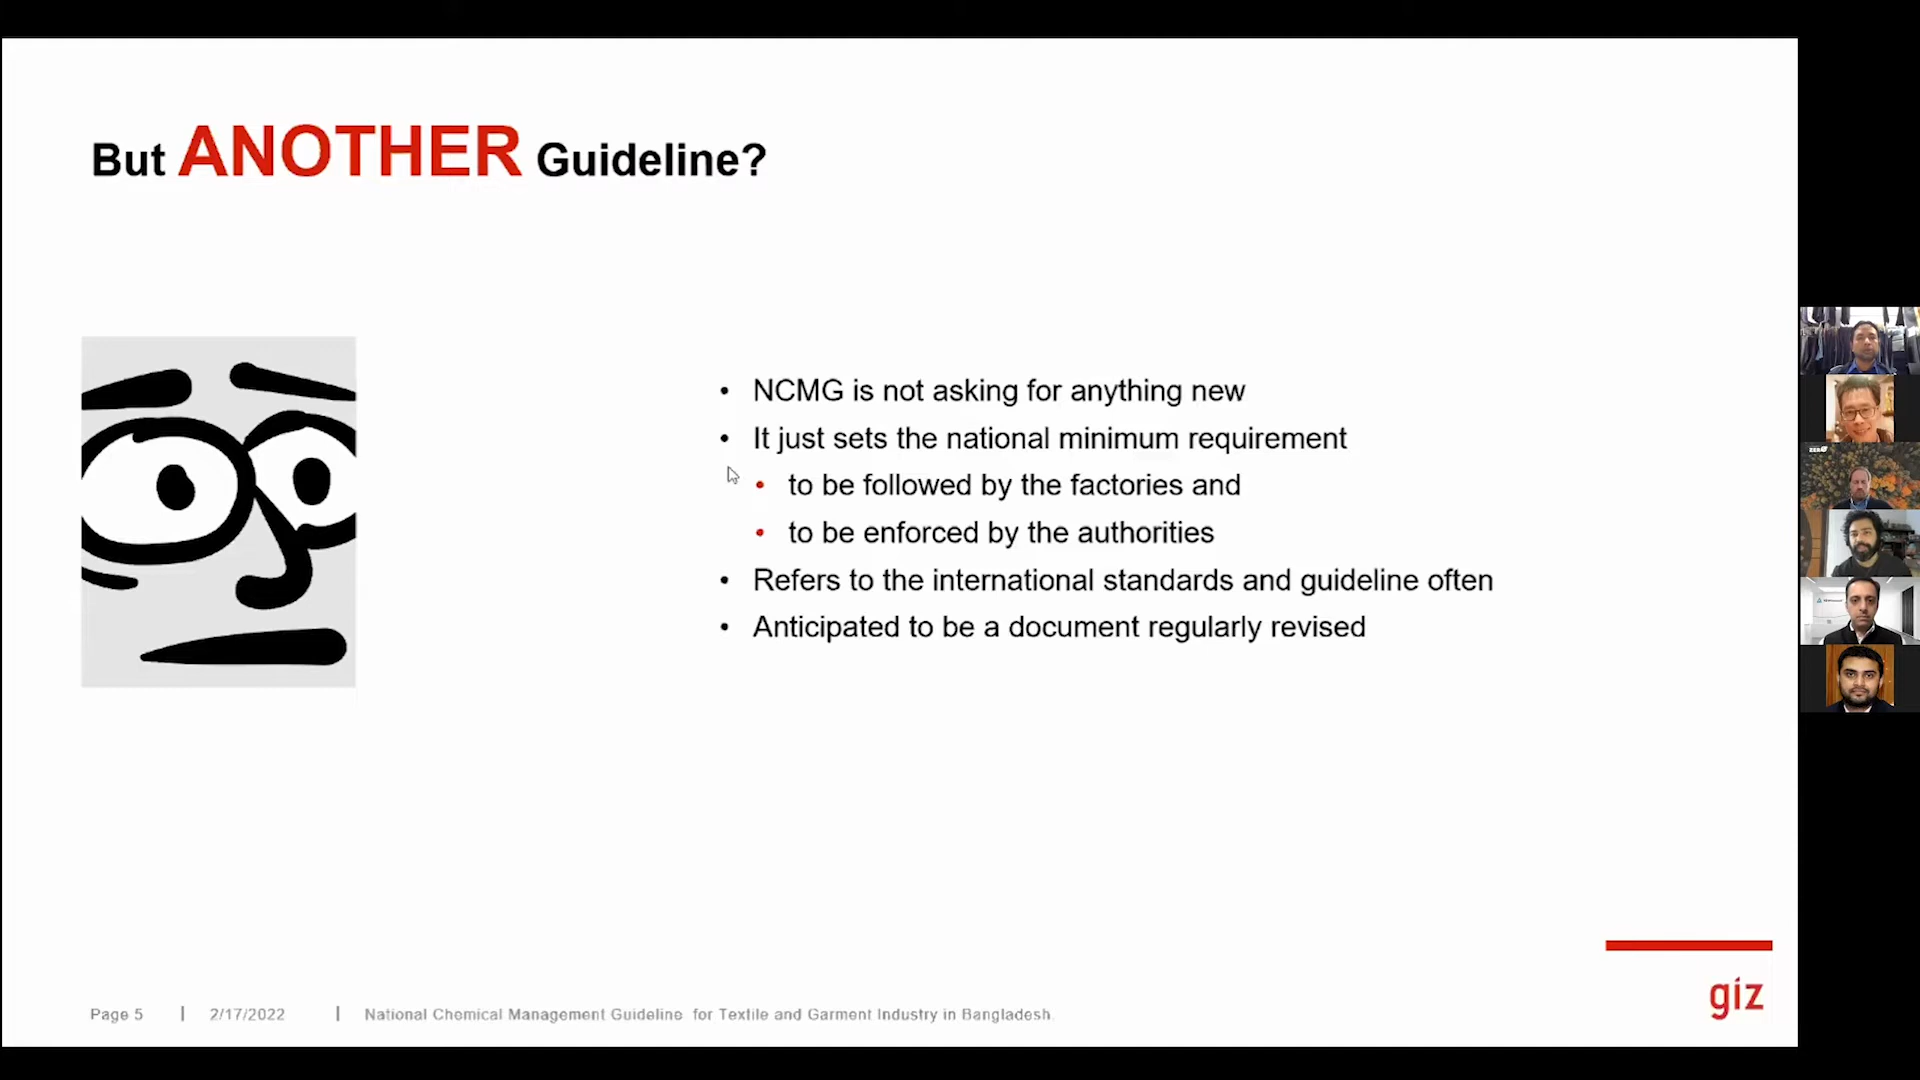 But ANOTHER Guideline?
• NCMG is not asking for anything new
• It just sets the national minimum requirement
• to be followed by the factories and
• to be enforced by the authorities
• Refers to the international standards and guideline often
• Anticipated to be a document regularly revised
giz
Page 5 | 2/17/2022 | National Chemical Management Guideline for Textile and Garment Industry in Bangladesh.
ZERO